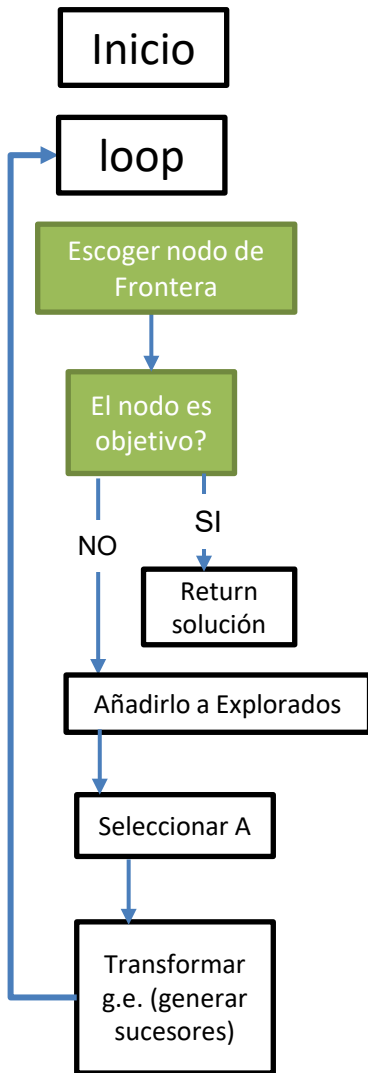 Inicio
loop
Escoger nodo de
Frontera
El nodo es
objetivo?
SI
NO
Return
solución
Añadirlo a Explorados
Seleccionar A
Transformar
g.e. (generar
sucesores)